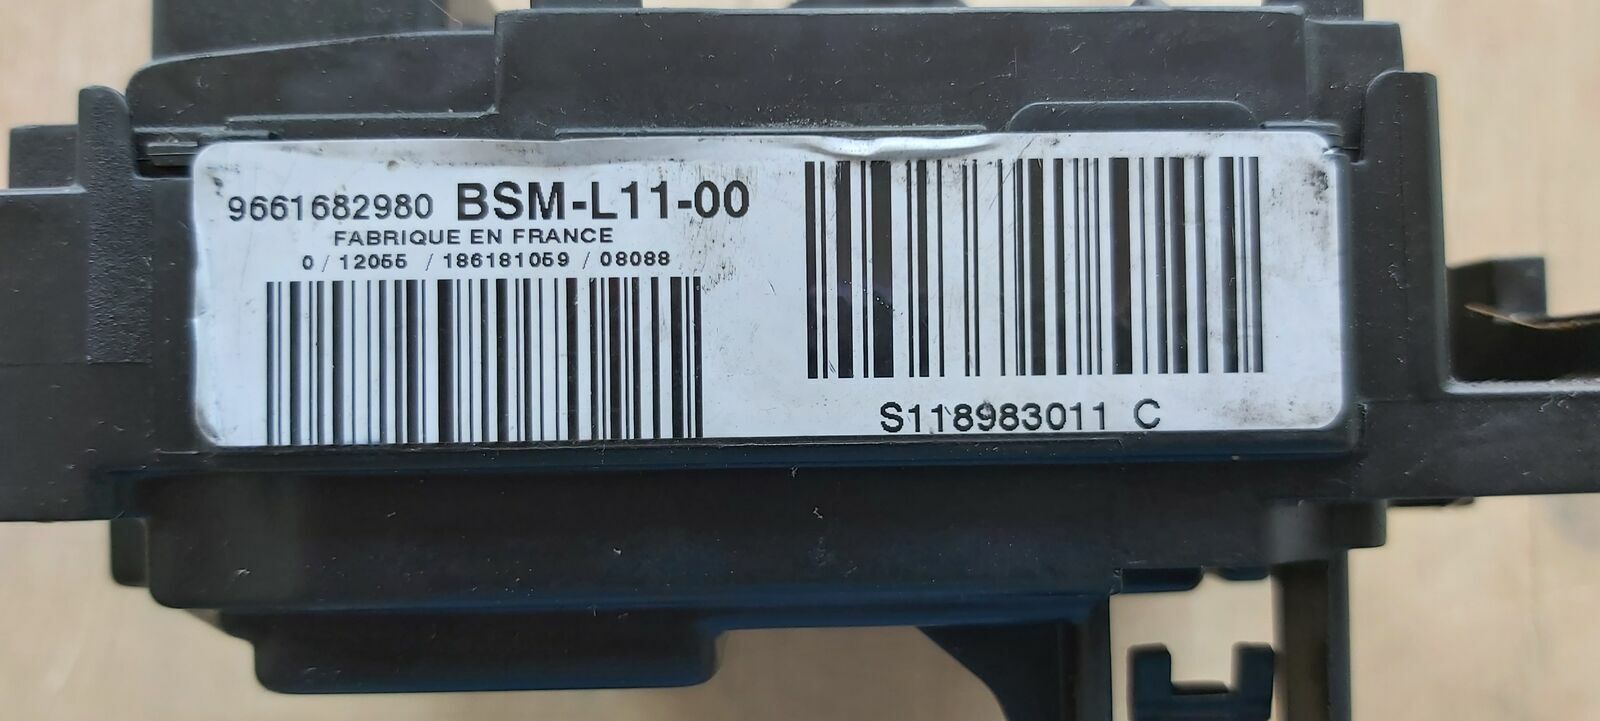 9661682980 BSM-L11-00
FABRIQUE EN FRANCE
0 / 12055 / 186181059 / 08088
S118983011 C